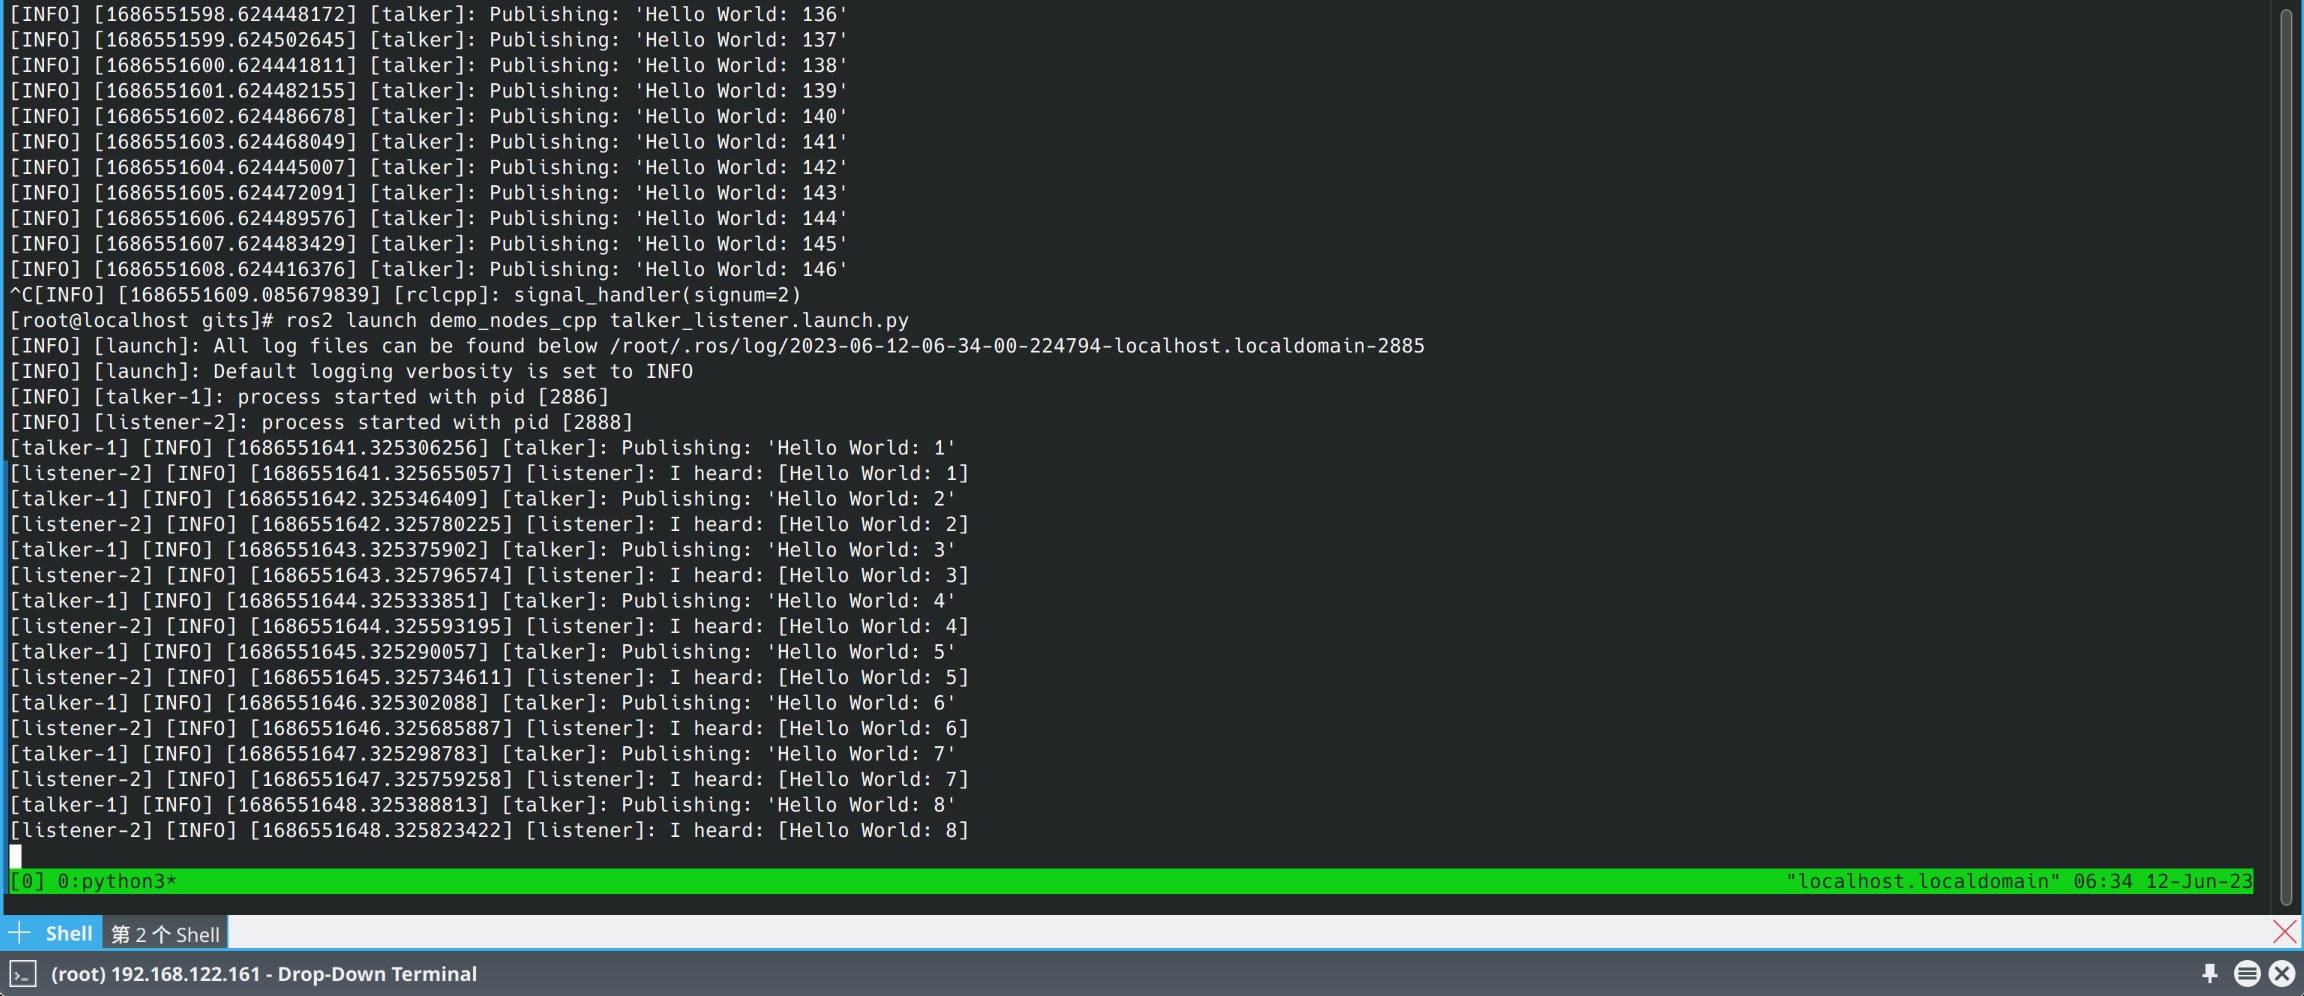 [INFO] [1686551598.624448172] [talker]: Publishing: 'Hello World: 136'
[INFO] [1686551599.624502645] [talker]: Publishing: 'Hello World: 137'
[INFO] [1686551600.624441811] [talker]: Publishing: 'Hello World: 138'
[INFO] [1686551601.624482155] [talker]: Publishing: 'Hello World: 139'
[INFO] [1686551602.624486678] [talker]: Publishing: 'Hello World: 140'
[INFO] [1686551603.624468049] [talker]: Publishing: 'Hello World: 141'
[INFO] [1686551604.624445007] [talker]: Publishing: 'Hello World: 142'
[INFO] [1686551605.624472091] [talker]: Publishing: 'Hello World: 143'
[INFO] [1686551606.624489576] [talker]: Publishing: 'Hello World: 144'
[INFO] [1686551607.624483429] [talker]: Publishing: 'Hello World: 145'
[INFO] [1686551608.624416376] [talker]: Publishing: 'Hello World: 146'
^C[INFO] [1686551609.085679839] [rclcpp]: signal_handler(signum=2)
[root@localhost gits]# ros2 launch demo_nodes_cpp talker_listener.launch.py
[INFO] [launch]: All log files can be found below /root/.ros/log/2023-06-12-06-34-00-224794-localhost.localdomain-2885
[INFO] [launch]: Default logging verbosity is set to INFO
[INFO] [talker-1]: process started with pid [2886]
[INFO] [listener-2]: process started with pid [2888]
[talker-1] [INFO] [1686551641.325306256] [talker]: Publishing: 'Hello World: 1'
[listener-2] [INFO] [1686551641.325655057] [listener]: I heard: [Hello World: 1]
[talker-1] [INFO] [1686551642.325346409] [talker]: Publishing: 'Hello World: 2'
[listener-2] [INFO] [1686551642.325780225] [listener]: I heard: [Hello World: 2]
[talker-1] [INFO] [1686551643.325375902] [talker]: Publishing: 'Hello World: 3'
[listener-2] [INFO] [1686551643.325796574] [listener]: I heard: [Hello World: 3]
[talker-1] [INFO] [1686551644.325333851] [talker]: Publishing: 'Hello World: 4'
[listener-2] [INFO] [1686551644.325593195] [listener]: I heard: [Hello World: 4]
[talker-1] [INFO] [1686551645.325290057] [talker]: Publishing: 'Hello World: 5'
[listener-2] [INFO] [1686551645.325734611] [listener]: I heard: [Hello World: 5]
[talker-1] [INFO] [1686551646.325302088] [talker]: Publishing: 'Hello World: 6'
[listener-2] [INFO] [1686551646.325685887] [listener]: I heard: [Hello World: 6]
[talker-1] [INFO] [1686551647.325298783] [talker]: Publishing: 'Hello World: 7'
[listener-2] [INFO] [1686551647.325759258] [listener]: I heard: [Hello World: 7]
[talker-1] [INFO] [1686551648.325388813] [talker]: Publishing: 'Hello World: 8'
[listener-2] [INFO] [1686551648.325823422] [listener]: I heard: [Hello World: 8]
[0] 0:python3* "localhost.localdomain" 06:34 12-Jun-23
Shell 第 2 个 Shell
(root) 192.168.122.161 - Drop-Down Terminal